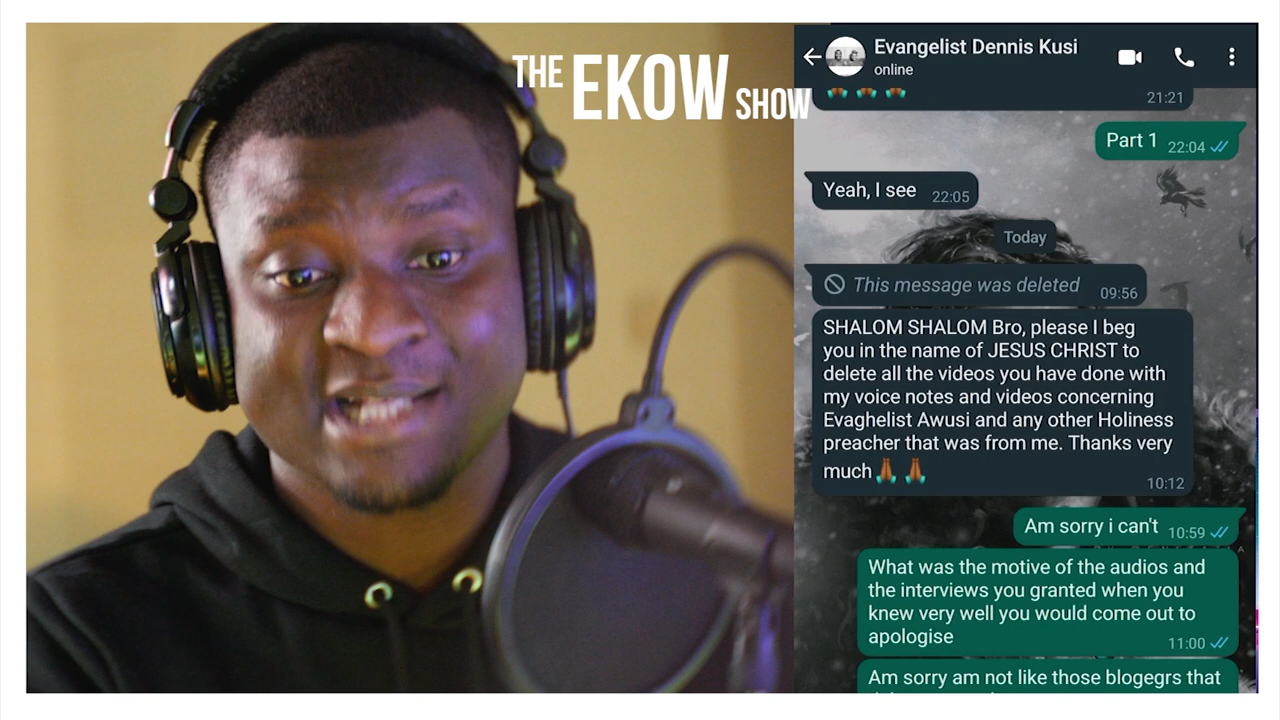 THE EKOW SHOW
Evangelist Dennis Kusi
online
21:21
Part 1 22:04
Yeah, I see 22:05
Today
This message was deleted 09:56
SHALOM SHALOM Bro, please I beg
you in the name of JESUS CHRIST to
delete all the videos you have done with
my voice notes and videos concerning
Evaghelist Awusi and any other Holiness
preacher that was from me. Thanks very
much🙏🏾 🙏🏾
10:12
Am sorry i can't 10:59
What was the motive of the audios and
the interviews you granted when you
knew very well you would come out to
apologise
11:00
Am sorry am not like those blogegrs that